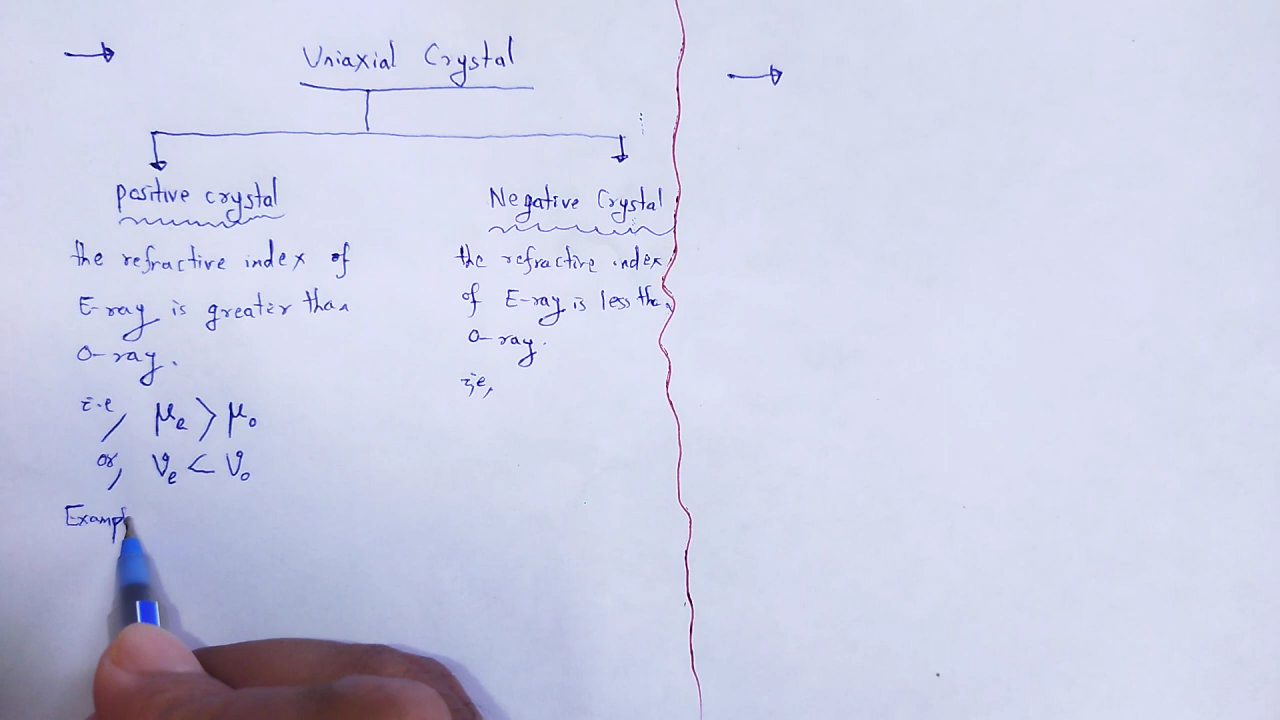 Uniaxial Crystal
positive crystal
the refractive index of
E-ray is greater than
O-ray.
i.e, μe > μo
or, Ve < Vo
Examp
Negative Crystal
the refractive index
of E-ray is less than
O-ray.
i,e,